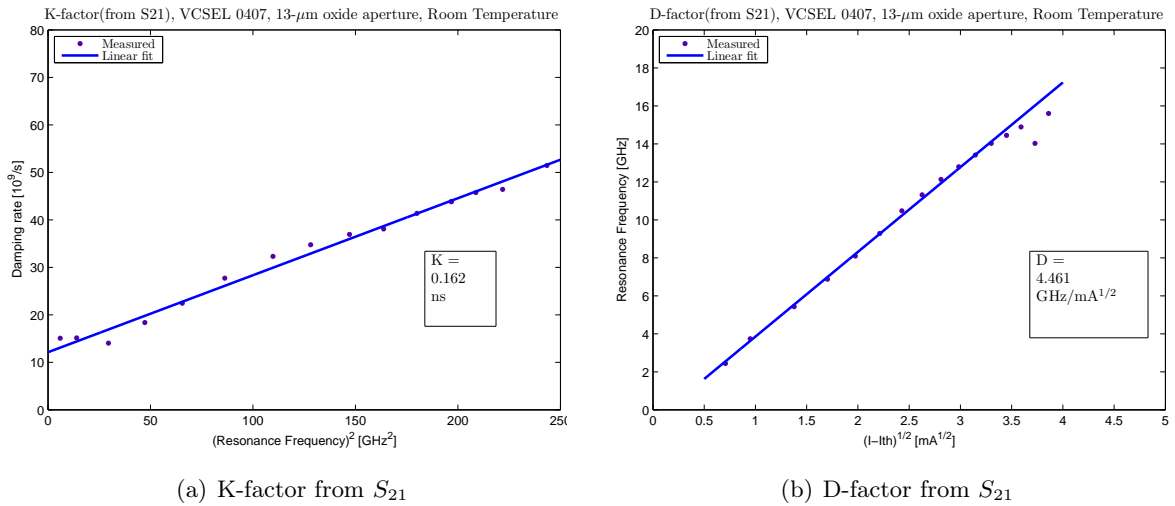 K-factor(from S21), VCSEL 0407, 13-μm oxide aperture, Room Temperature
80
70
60
50
40
30
20
10
0
Damping rate [10^9/s]
Measured
Linear fit
K =
0.162
ns
0 50 100 150 200 250
(Resonance Frequency)^2 [GHz^2]
(a) K-factor from S_21
D-factor(from S21), VCSEL 0407, 13-μm oxide aperture, Room Temperature
20
18
16
14
12
10
8
6
4
2
0
Resonance Frequency [GHz]
Measured
Linear fit
D =
4.461
GHz/mA^1/2
0 0.5 1 1.5 2 2.5 3 3.5 4 4.5 5
(I−Ith)^1/2 [mA^1/2]
(b) D-factor from S_21